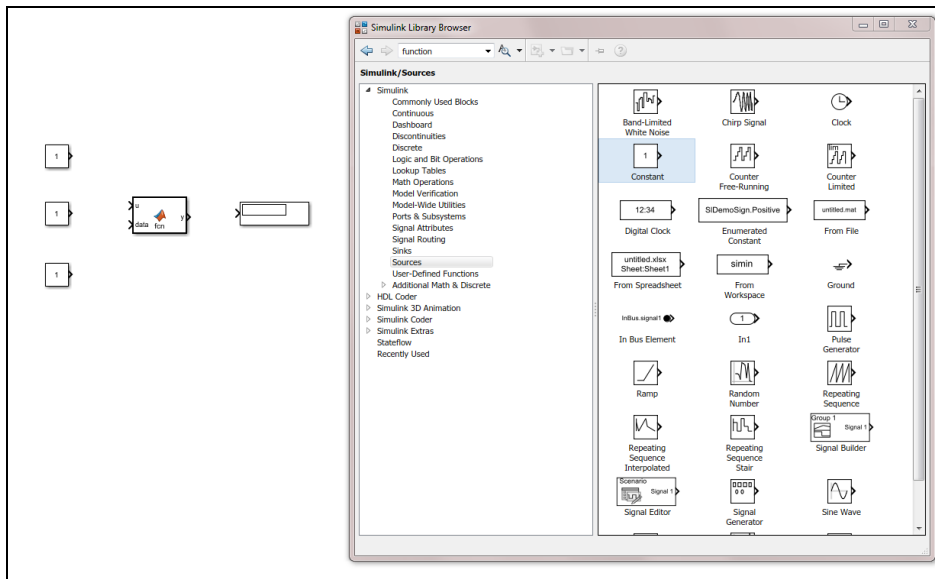 Simulink Library Browser
function
Simulink/Sources
Simulink
Commonly Used Blocks
Continuous
Dashboard
Discontinuities
Discrete
Logic and Bit Operations
Lookup Tables
Math Operations
Model Verification
Model-Wide Utilities
Ports & Subsystems
Signal Attributes
Signal Routing
Sinks
Sources
User-Defined Functions
Additional Math & Discrete
HDL Coder
Simulink 3D Animation
Simulink Coder
Simulink Extras
Stateflow
Recently Used
1
1
1
u
data
fcn
y
Band-Limited
White Noise
Chirp Signal
Clock
1
Constant
Counter
Free-Running
lim
Counter
Limited
12:34
Digital Clock
SlDemoSign.Positive
Enumerated
Constant
untitled.mat
From File
untitled.xlsx
Sheet:Sheet1
From Spreadsheet
simin
From
Workspace
Ground
InBus.signal1
In Bus Element
1
In1
Pulse
Generator
Ramp
Random
Number
Repeating
Sequence
Repeating
Sequence
Interpolated
Repeating
Sequence
Stair
Group 1
Signal 1
Signal Builder
Scenario
Signal 1
Signal Editor
Signal
Generator
Sine Wave